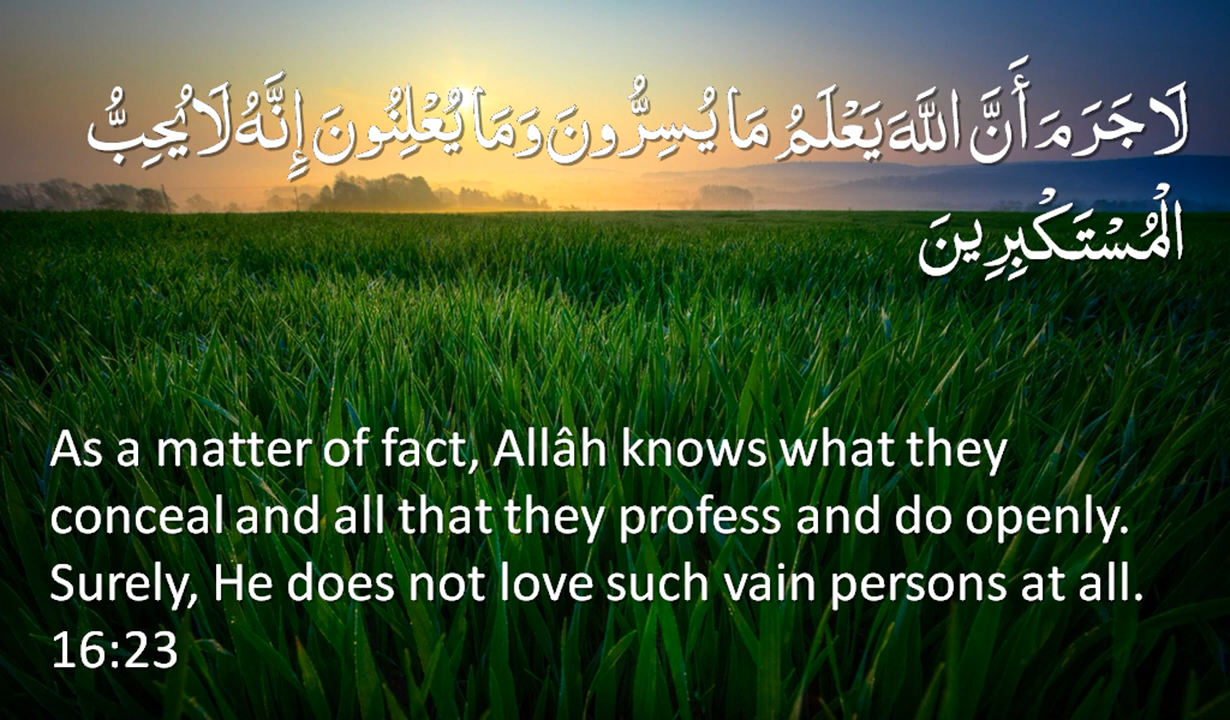 لَا جَرَمَ أَنَّ اللَّهَ يَعْلَمُ مَا يُسِرُّونَ وَمَا يُعْلِنُونَ إِنَّهُ لَا يُحِبُّ
الْمُسْتَكْبِرِينَ
As a matter of fact, Allâh knows what they
conceal and all that they profess and do openly.
Surely, He does not love such vain persons at all.
16:23